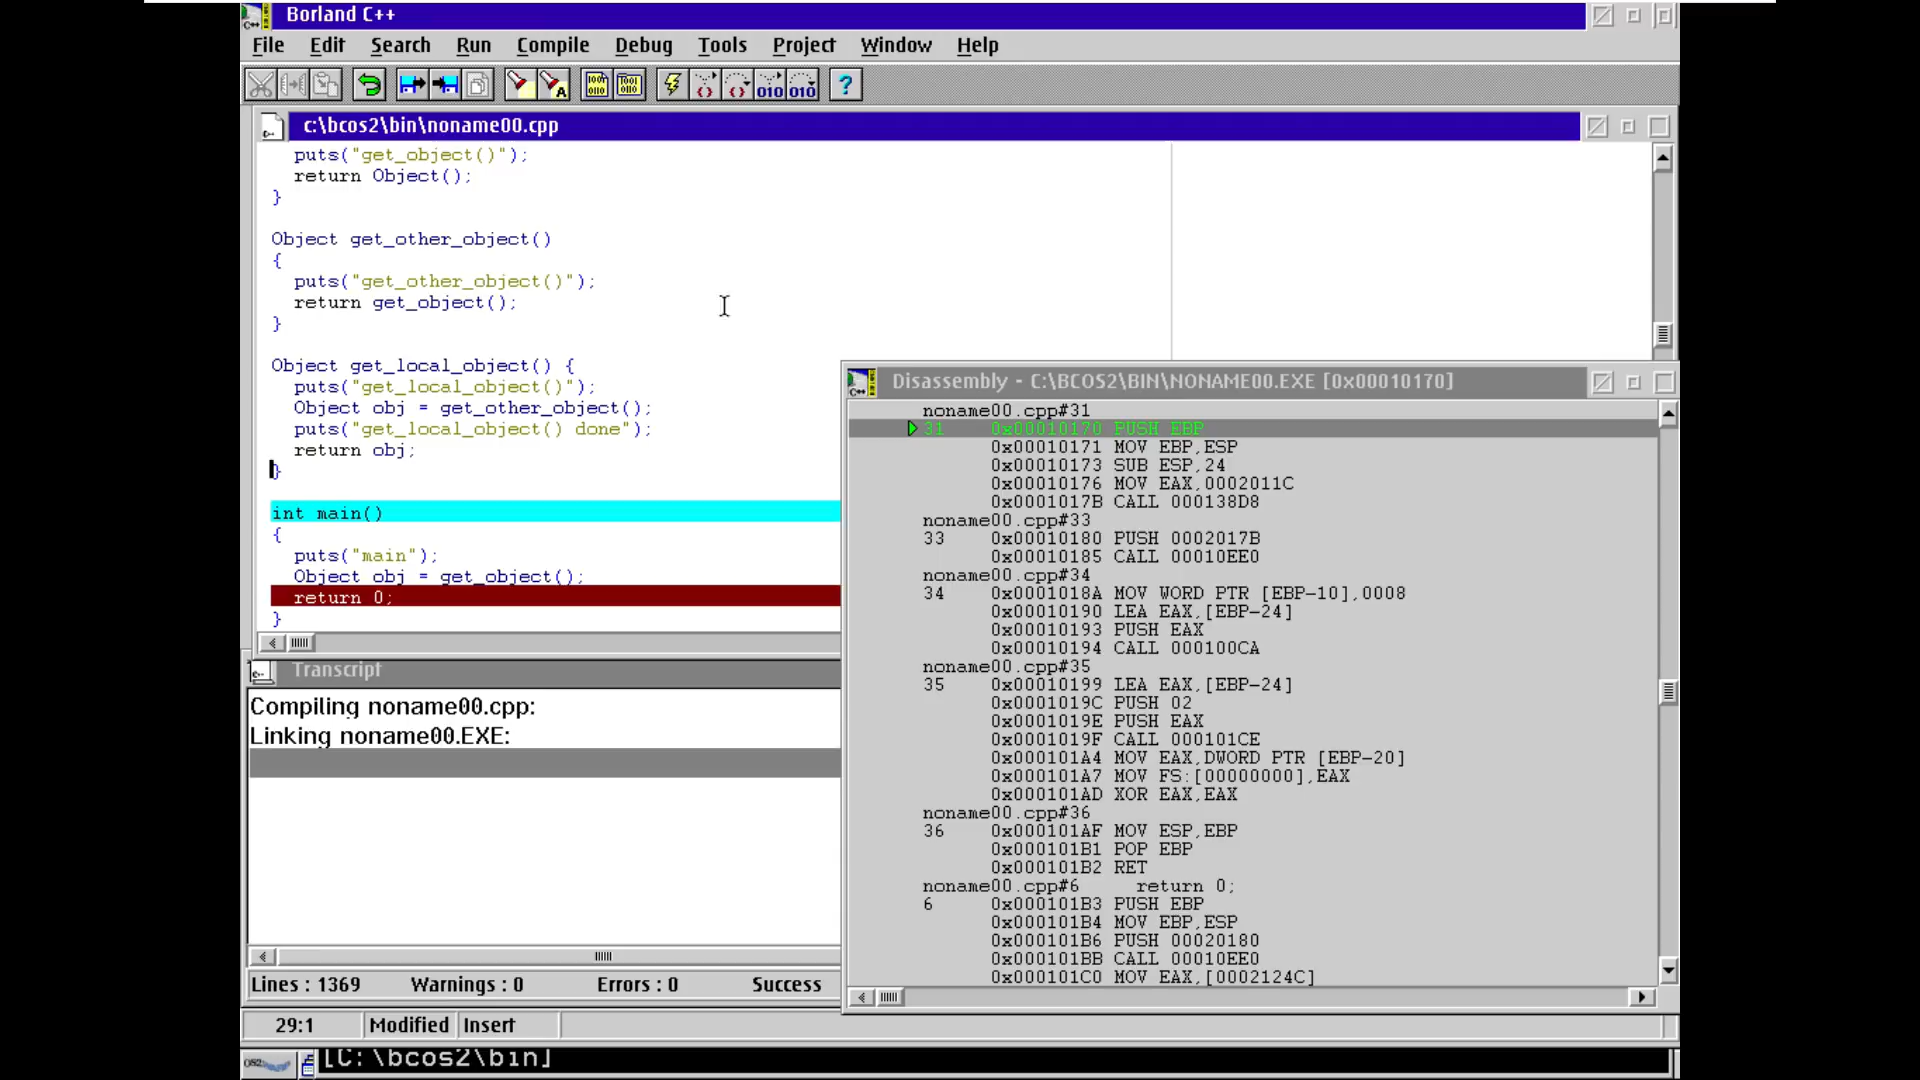 Borland C++
File Edit Search Run Compile Debug Tools Project Window Help
c:\bcos2\bin\noname00.cpp
puts("get_object()");
return Object();
}
Object get_other_object()
{
puts("get_other_object()");
return get_object();
}
Object get_local_object() {
puts("get_local_object()");
Object obj = get_other_object();
puts("get_local_object() done");
return obj;
}
int main()
{
puts("main");
Object obj = get_object();
return 0;
}
Disassembly - C:\BCOS2\BIN\NONAME00.EXE [0x00010170]
noname00.cpp#31
31 0x00010170 PUSH EBP
0x00010171 MOV EBP,ESP
0x00010173 SUB ESP,24
0x00010176 MOV EAX,0002011C
0x0001017B CALL 000138D8
noname00.cpp#33
33 0x00010180 PUSH 0002017B
0x00010185 CALL 00010EE0
noname00.cpp#34
34 0x0001018A MOV WORD PTR [EBP-10],0008
0x00010190 LEA EAX,[EBP-24]
0x00010193 PUSH EAX
0x00010194 CALL 000100CA
noname00.cpp#35
35 0x00010199 LEA EAX,[EBP-24]
0x0001019C PUSH 02
0x0001019E PUSH EAX
0x0001019F CALL 000101CE
0x000101A4 MOV EAX,DWORD PTR [EBP-20]
0x000101A7 MOV FS:[00000000],EAX
0x000101AD XOR EAX,EAX
noname00.cpp#36
36 0x000101AF MOV ESP,EBP
0x000101B1 POP EBP
0x000101B2 RET
noname00.cpp#6 return 0;
6 0x000101B3 PUSH EBP
0x000101B4 MOV EBP,ESP
0x000101B6 PUSH 00020180
0x000101BB CALL 00010EE0
0x000101C0 MOV EAX,[0002124C]
Transcript
Compiling noname00.cpp:
Linking noname00.EXE:
Lines : 1369 Warnings : 0 Errors : 0 Success
29:1 Modified Insert
OS2
[C:\bcos2\bin]